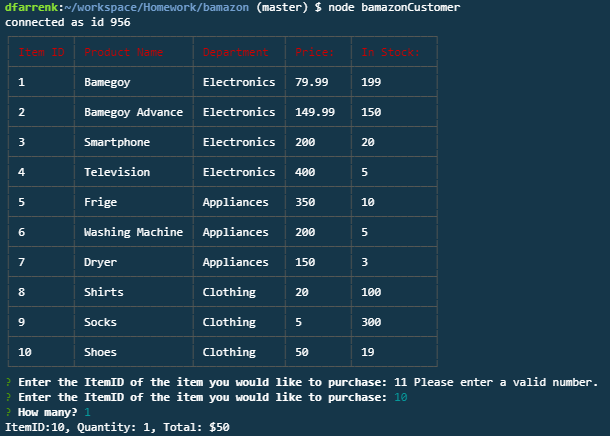 dfarrenk:~/workspace/Homework/bamazon (master) $ node bamazonCustomer
connected as id 956
Item ID Product Name Department Price: In Stock:
1 Bamegoy Electronics 79.99 199
2 Bamegoy Advance Electronics 149.99 150
3 Smartphone Electronics 200 20
4 Television Electronics 400 5
5 Frige Appliances 350 10
6 Washing Machine Appliances 200 5
7 Dryer Appliances 150 3
8 Shirts Clothing 20 100
9 Socks Clothing 5 300
10 Shoes Clothing 50 19
? Enter the ItemID of the item you would like to purchase: 11 Please enter a valid number.
? Enter the ItemID of the item you would like to purchase: 10
? How many? 1
ItemID:10, Quantity: 1, Total: $50